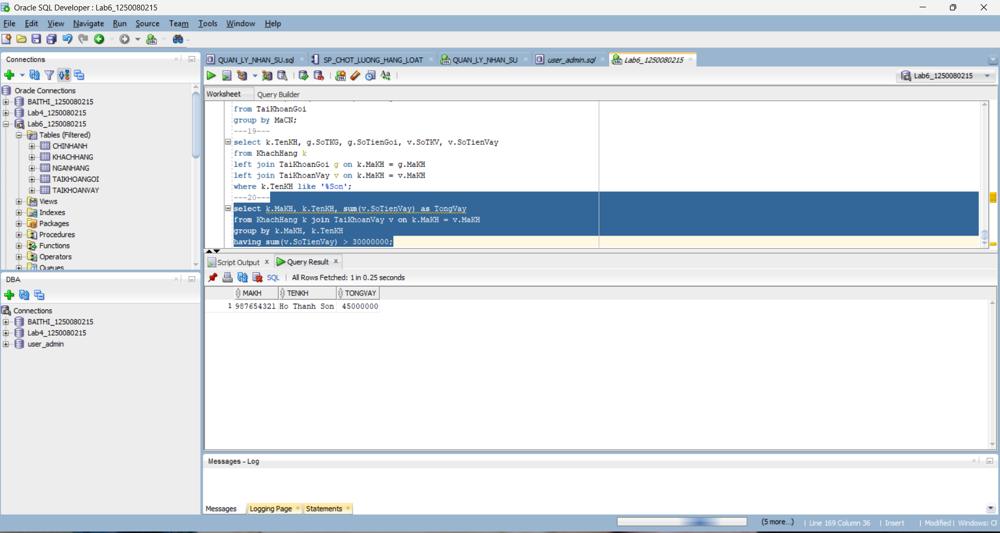 Oracle SQL Developer : Lab6_1250080215
File Edit View Navigate Run Source Team Tools Window Help
Connections
Oracle Connections
BAITHI_1250080215
Lab4_1250080215
Lab6_1250080215
Tables (Filtered)
CHINHANH
KHACHHANG
NGANHANG
TAIKHOANGOI
TAIKHOANVAY
Views
Indexes
Packages
Procedures
Functions
Operators
Queues
DBA
Connections
BAITHI_1250080215
Lab4_1250080215
user_admin
QUAN_LY_NHAN_SU.sql SP_CHOT_LUONG_HANG_LOAT QUAN_LY_NHAN_SU user_admin.sql Lab6_1250080215
Lab6_1250080215
Worksheet Query Builder
from TaiKhoanGoi
group by MaCN;
---19---
select k.TenKH, g.SoTKG, g.SoTienGoi, v.SoTKV, v.SoTienVay
from KhachHang k
left join TaiKhoanGoi g on k.MaKH = g.MaKH
left join TaiKhoanVay v on k.MaKH = v.MaKH
where k.TenKH like '%Son';
---20---
select k.MaKH, k.TenKH, sum(v.SoTienVay) as TongVay
from KhachHang k join TaiKhoanVay v on k.MaKH = v.MaKH
group by k.MaKH, k.TenKH
having sum(v.SoTienVay) > 30000000;
Script Output Query Result
SQL All Rows Fetched: 1 in 0.25 seconds
MAKH TENKH TONGVAY
1 987654321 Ho Thanh Son 45000000
Messages - Log
Messages Logging Page Statements
(5 more...) | Line 169 Column 36 | Insert | Modified | Windows: